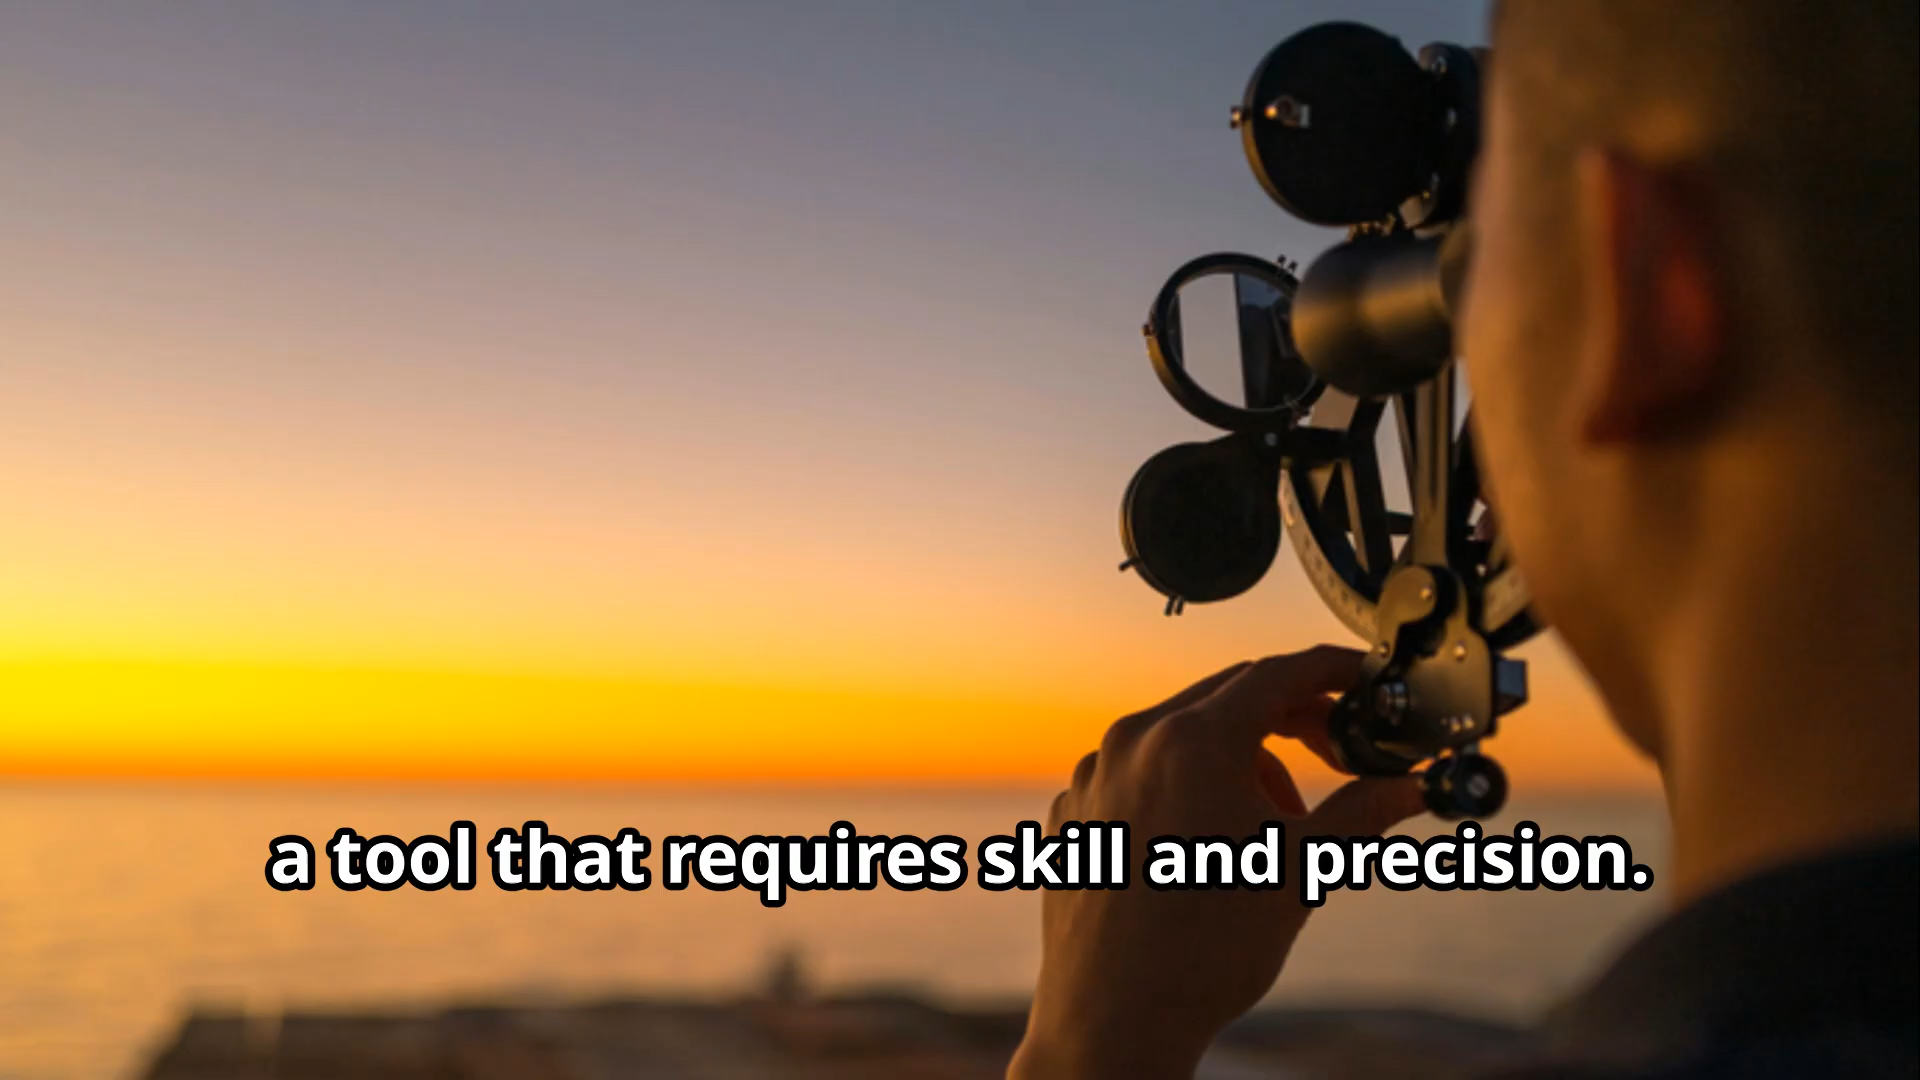 a tool that requires skill and precision.